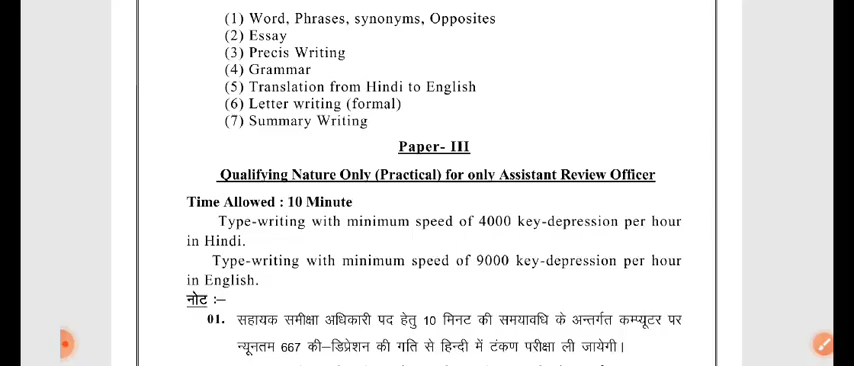 (1) Word, Phrases, synonyms, Opposites
(2) Essay
(3) Precis Writing
(4) Grammar
(5) Translation from Hindi to English
(6) Letter writing (formal)
(7) Summary Writing
Paper- III
Qualifying Nature Only (Practical) for only Assistant Review Officer
Time Allowed : 10 Minute
Type-writing with minimum speed of 4000 key-depression per hour
in Hindi.
Type-writing with minimum speed of 9000 key-depression per hour
in English.
नोट :–
01. सहायक समीक्षा अधिकारी पद हेतु 10 मिनट की समयावधि के अन्तर्गत कम्प्यूटर पर
न्यूनतम 667 की–डिप्रेशन की गति से हिन्दी में टंकण परीक्षा ली जायेगी।